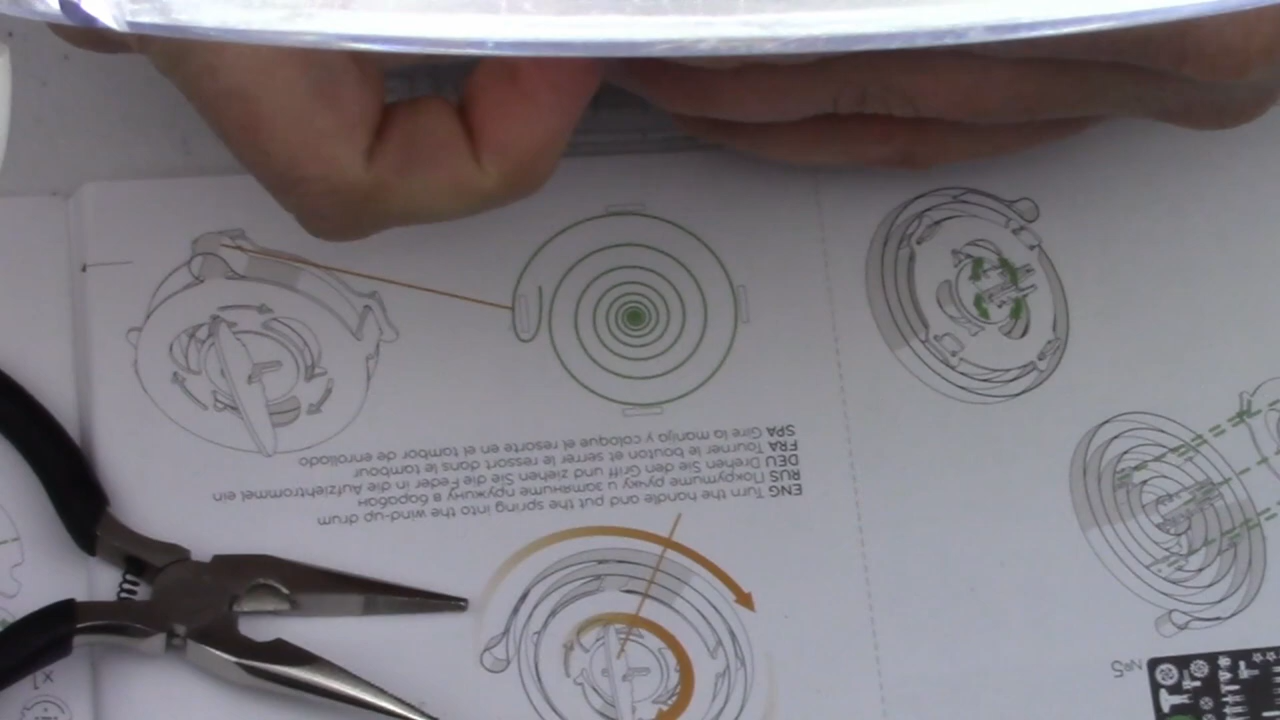 №5
x1
ENG Turn the handle and put the spring into the wind-up drum
RUS Покрутите ручку и затяните пружину в барабан
DEU Drehen Sie den Griff und ziehen Sie die Feder in die Aufziehtrommel ein
FRA Tourner le bouton et serrer le ressort dans le tambour
SPA Gire la manija y coloque el resorte en el tambor de enrollado